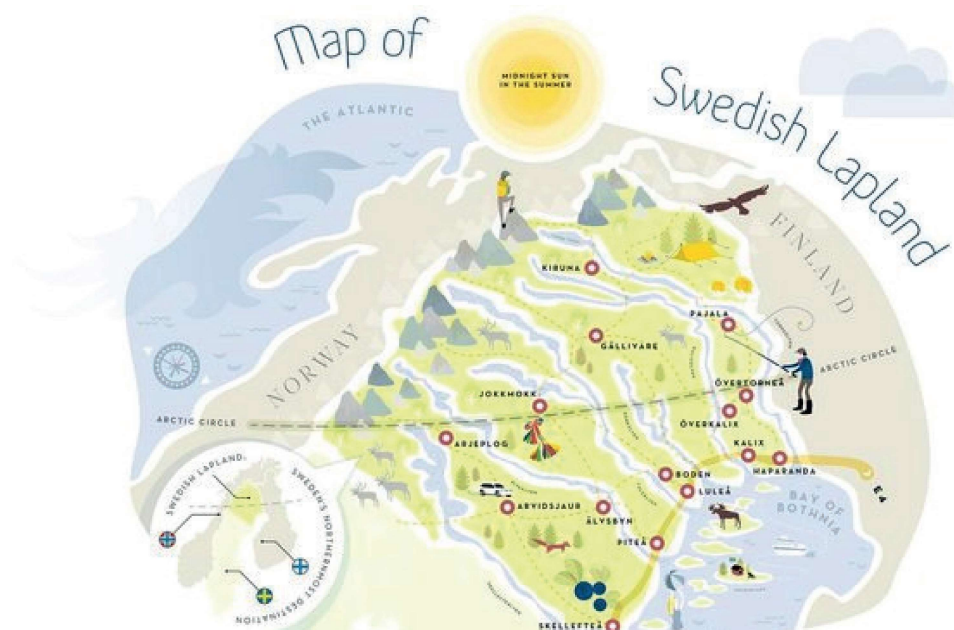 Map of
Swedish Lapland
MIDNIGHT SUN
IN THE SUMMER
THE ATLANTIC
NORWAY
FINLAND
KIRUNA
PAJALA
GÄLLIVARE
ARCTIC CIRCLE
ÖVERTORNEÅ
JOKKMOKK
ÖVERKALIX
ARCTIC CIRCLE
ARJEPLOG
KALIX
HAPARANDA
BODEN
LULEÅ
E4
BAY OF
BOTHNIA
ARVIDSJAUR
ÄLVSBYN
PITEÅ
SKELLEFTEÅ
SWEDISH LAPLAND,
SWEDEN'S NORTHERNMOST DESTINATION